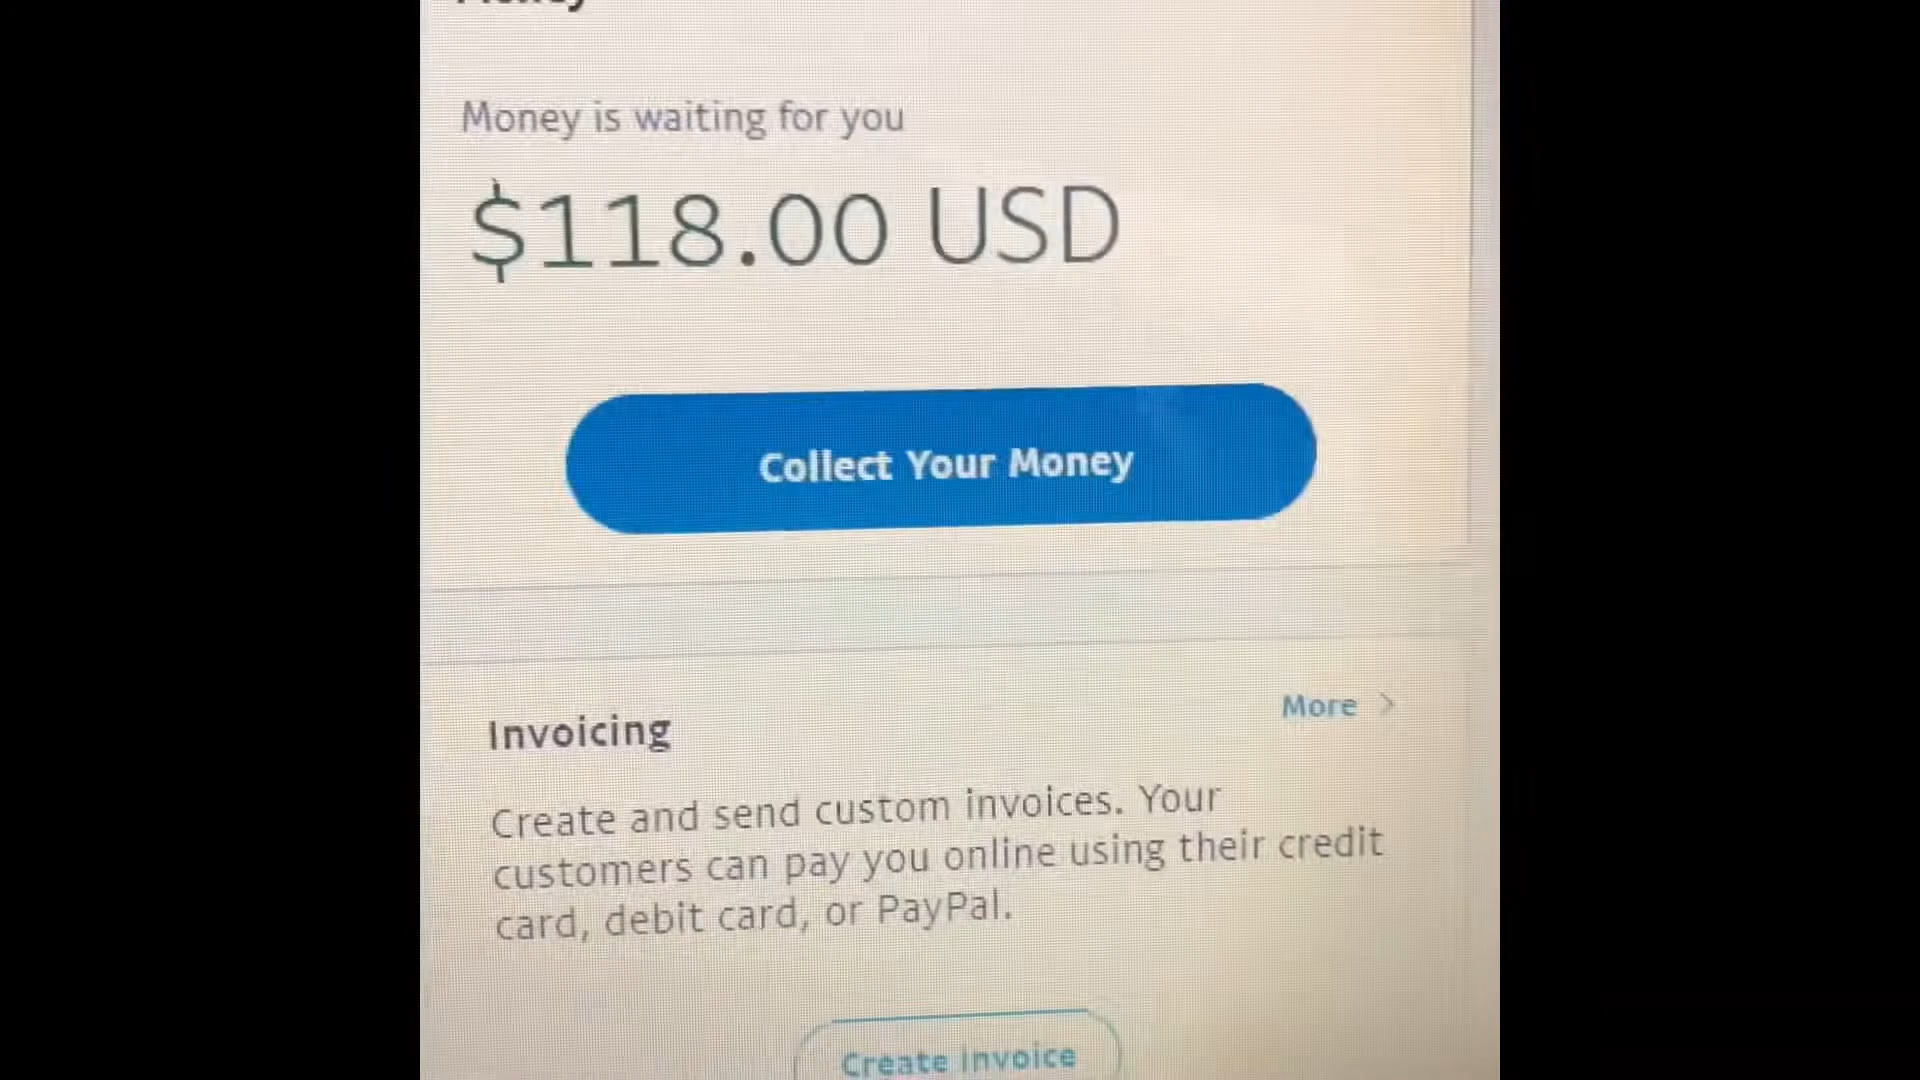 Money
Money is waiting for you
$118.00 USD
Collect Your Money
Invoicing
More
Create and send custom invoices. Your
customers can pay you online using their credit
card, debit card, or PayPal.
Create Invoice